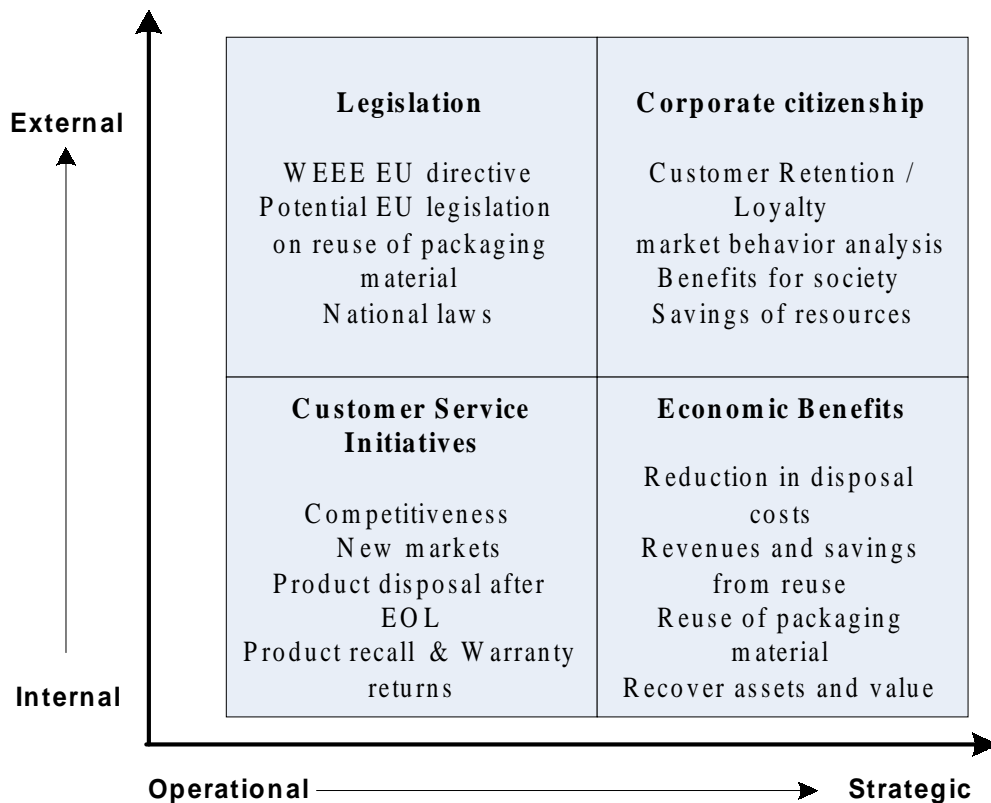 External
Legislation
WEEE EU directive
Potential EU legislation
on reuse of packaging
material
National laws
Corporate citizenship
Customer Retention /
Loyalty
market behavior analysis
Benefits for society
Savings of resources
Customer Service
Initiatives
Competitiveness
New markets
Product disposal after
EOL
Product recall & Warranty
returns
Economic Benefits
Reduction in disposal
costs
Revenues and savings
from reuse
Reuse of packaging
material
Recover assets and value
Internal
Operational
Strategic